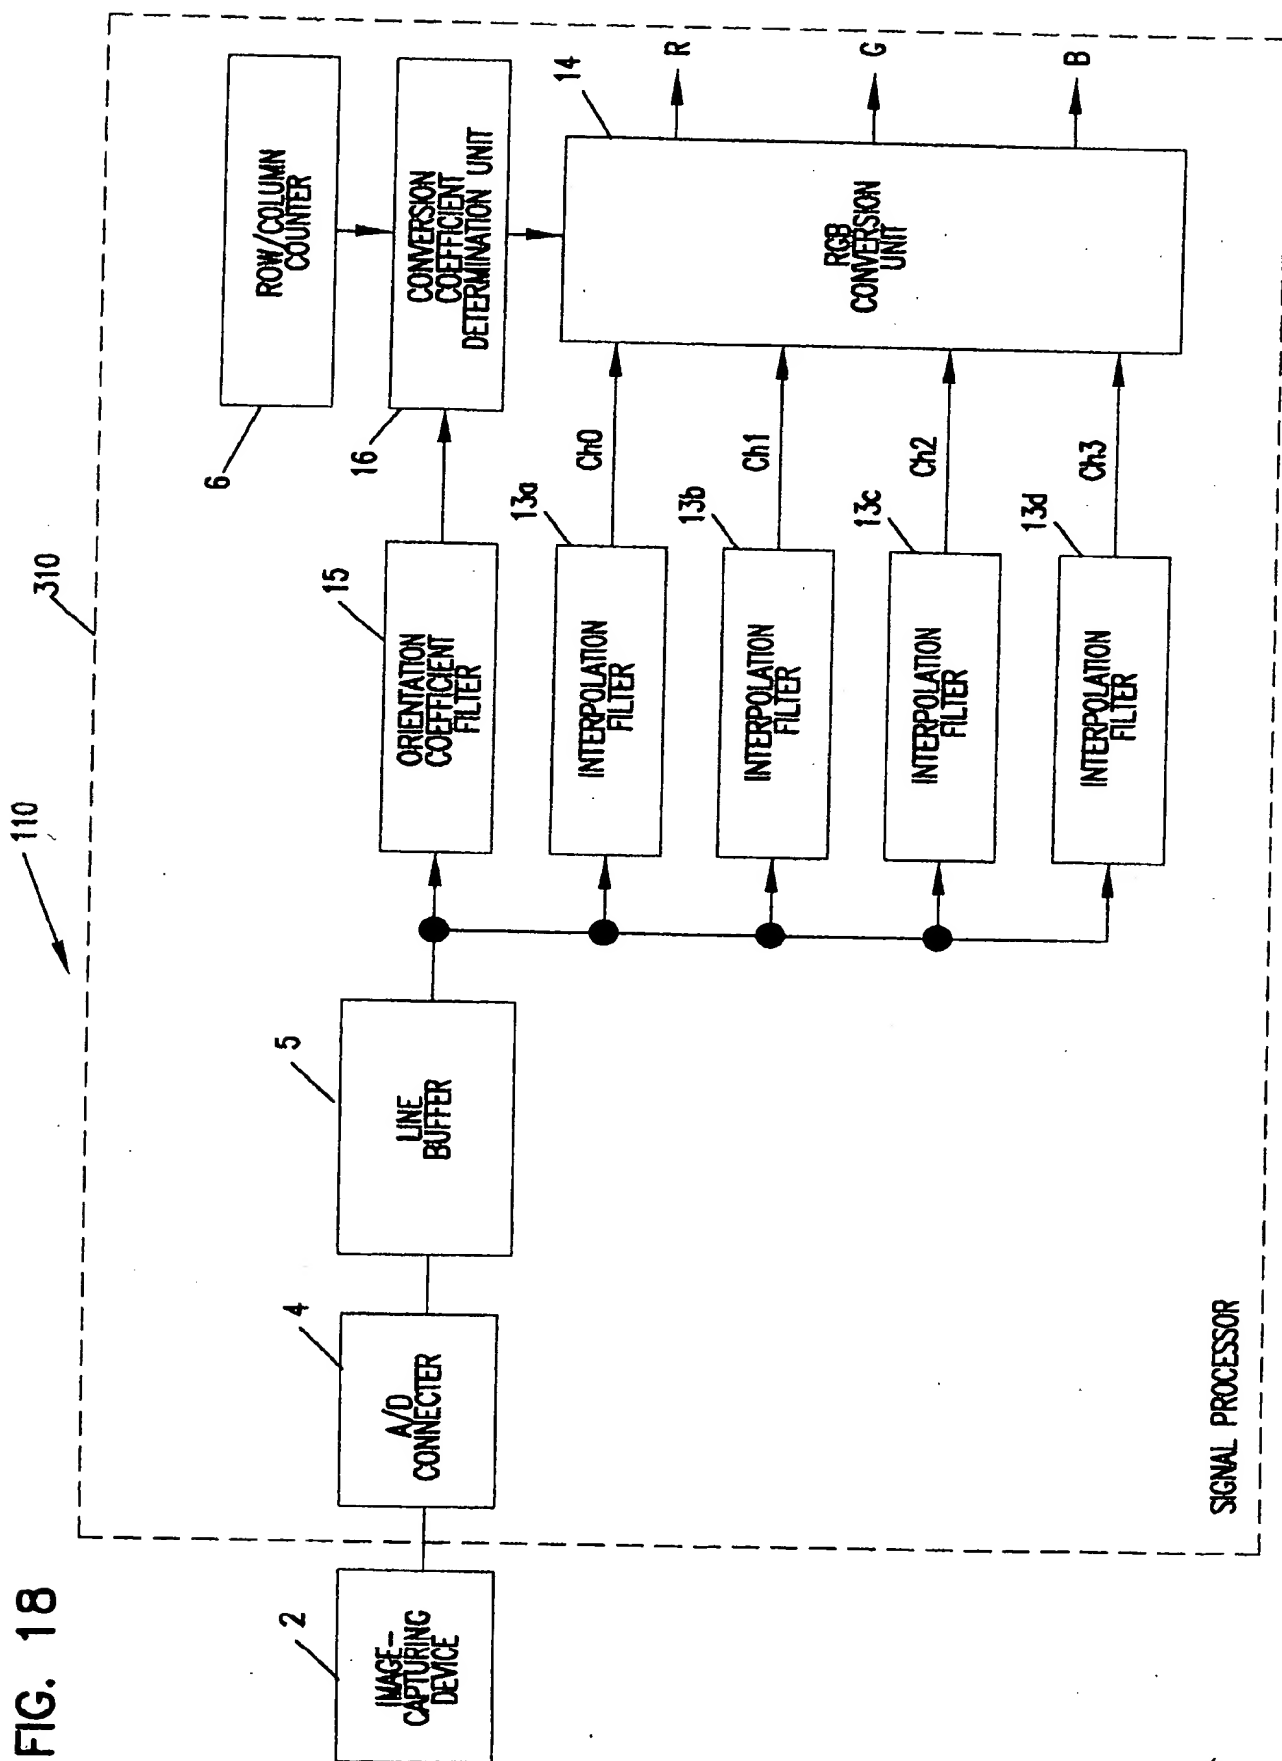 FIG. 18
110
310
2
IMAGE-
CAPTURING
DEVICE
4
A/D
CONNECTER
5
LINE
BUFFER
15
ORIENTATION
COEFFICIENT
FILTER
13a
INTERPOLATION
FILTER
13b
INTERPOLATION
FILTER
13c
INTERPOLATION
FILTER
13d
INTERPOLATION
FILTER
6
ROW/COLUMN
COUNTER
16
CONVERSION
COEFFICIENT
DETERMINATION UNIT
Ch0
Ch1
Ch2
Ch3
14
RGB
CONVERSION
UNIT
R
G
B
SIGNAL PROCESSOR